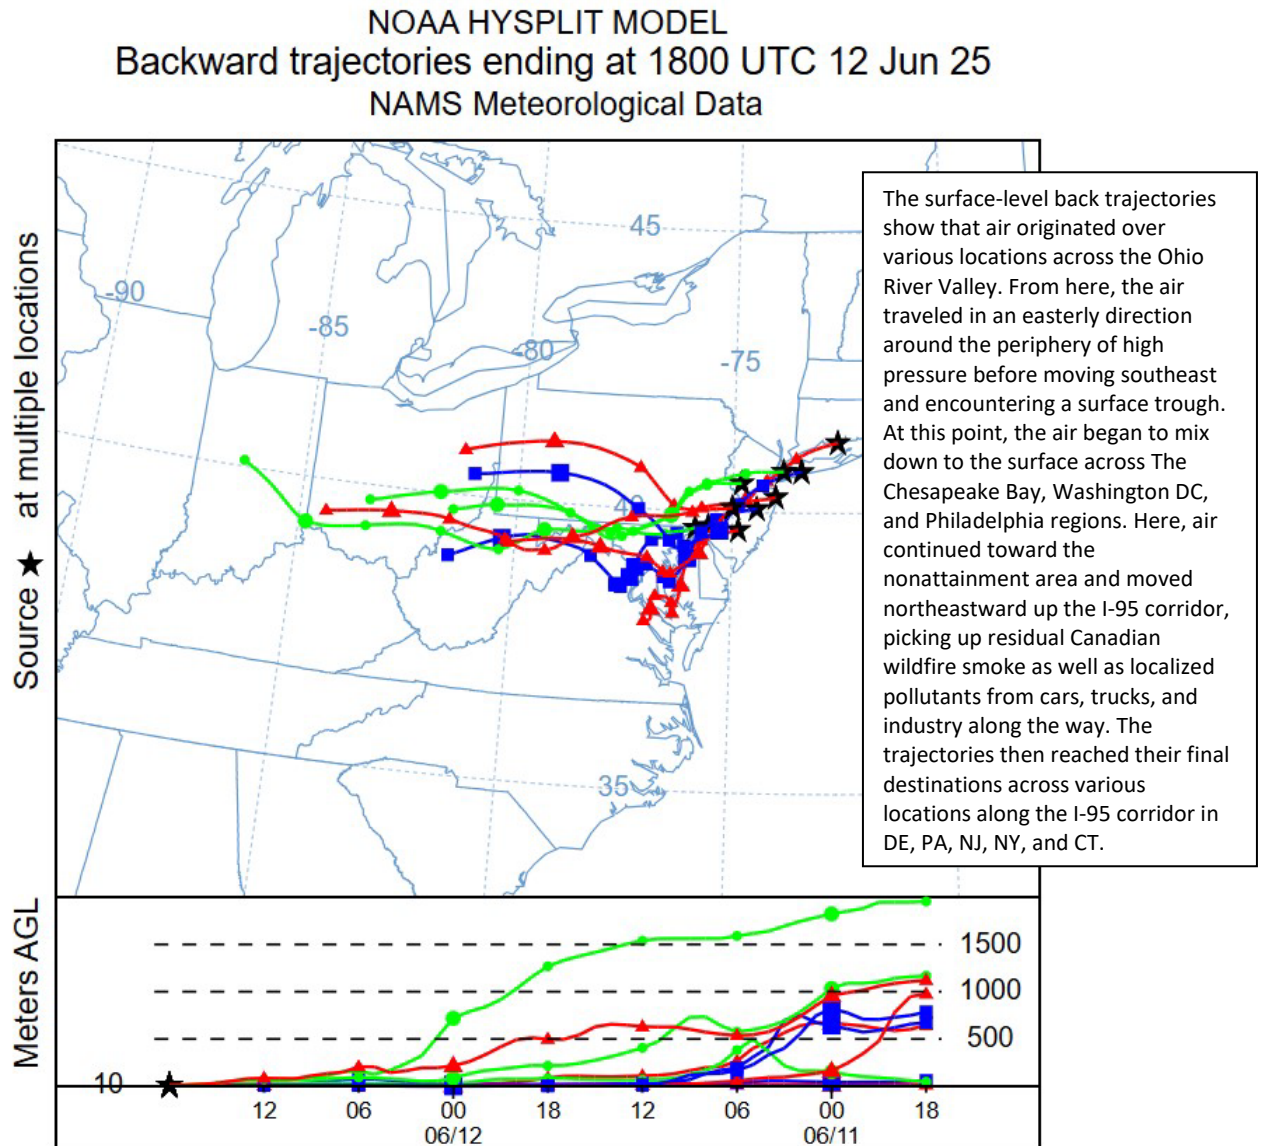 NOAA HYSPLIT MODEL
Backward trajectories ending at 1800 UTC 12 Jun 25
NAMS Meteorological Data
Source ★ at multiple locations
45
-90
-85
-80
-75
40
35
The surface-level back trajectories
show that air originated over
various locations across the Ohio
River Valley. From here, the air
traveled in an easterly direction
around the periphery of high
pressure before moving southeast
and encountering a surface trough.
At this point, the air began to mix
down to the surface across The
Chesapeake Bay, Washington DC,
and Philadelphia regions. Here, air
continued toward the
nonattainment area and moved
northeastward up the I-95 corridor,
picking up residual Canadian
wildfire smoke as well as localized
pollutants from cars, trucks, and
industry along the way. The
trajectories then reached their final
destinations across various
locations along the I-95 corridor in
DE, PA, NJ, NY, and CT.
Meters AGL
1500
1000
500
10
12 06 00 18 12 06 00 18
06/12 06/11